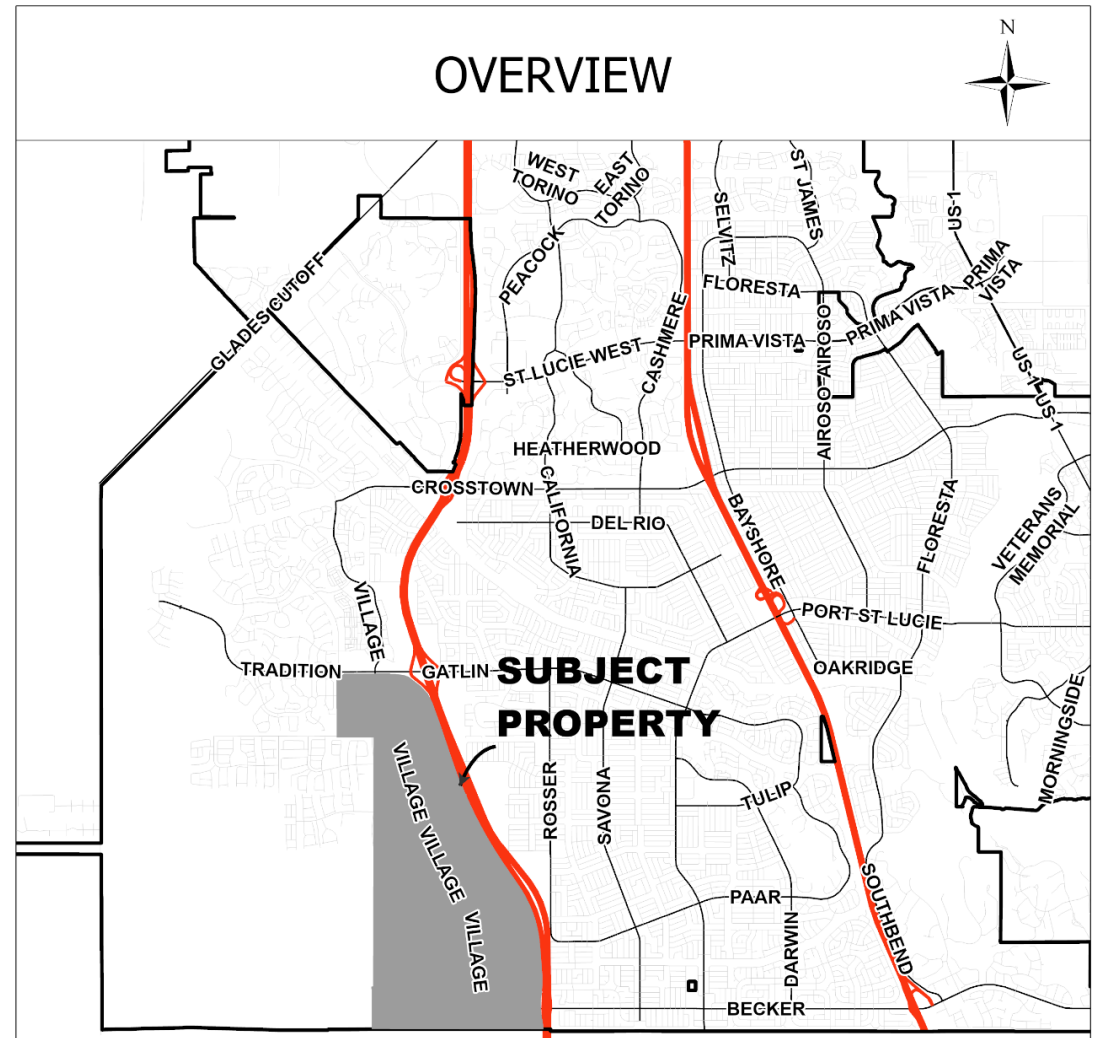 N
OVERVIEW
WEST
TORINO
EAST
TORINO
ST JAMES
SELVITZ
US-1
PEACOCK
GLADES CUTOFF
FLORESTA
PRIMA
VISTA
PRIMA VISTA
PRIMA VISTA
CASHMERE
ST LUCIE WEST
AIROSO
AIROSO
US-1
US-1
HEATHERWOOD
CALIFORNIA
CROSSTOWN
DEL RIO
BAYSHORE
FLORESTA
VETERANS
MEMORIAL
VILLAGE
PORT ST LUCIE
TRADITION
GATLIN
OAKRIDGE
SUBJECT
PROPERTY
MORNINGSIDE
VILLAGE
VILLAGE
VILLAGE
ROSSER
SAVONA
TULIP
PAAR
SOUTHBEND
DARWIN
BECKER